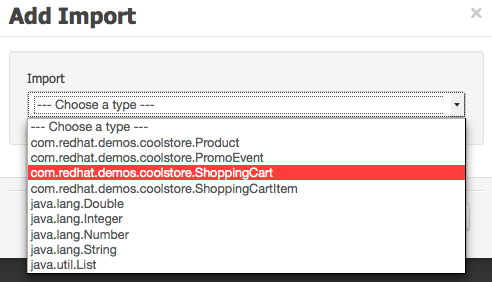 Add Import
×
Import
--- Choose a type ---
--- Choose a type ---
com.redhat.demos.coolstore.Product
com.redhat.demos.coolstore.PromoEvent
com.redhat.demos.coolstore.ShoppingCart
com.redhat.demos.coolstore.ShoppingCartItem
java.lang.Double
java.lang.Integer
java.lang.Number
java.lang.String
java.util.List